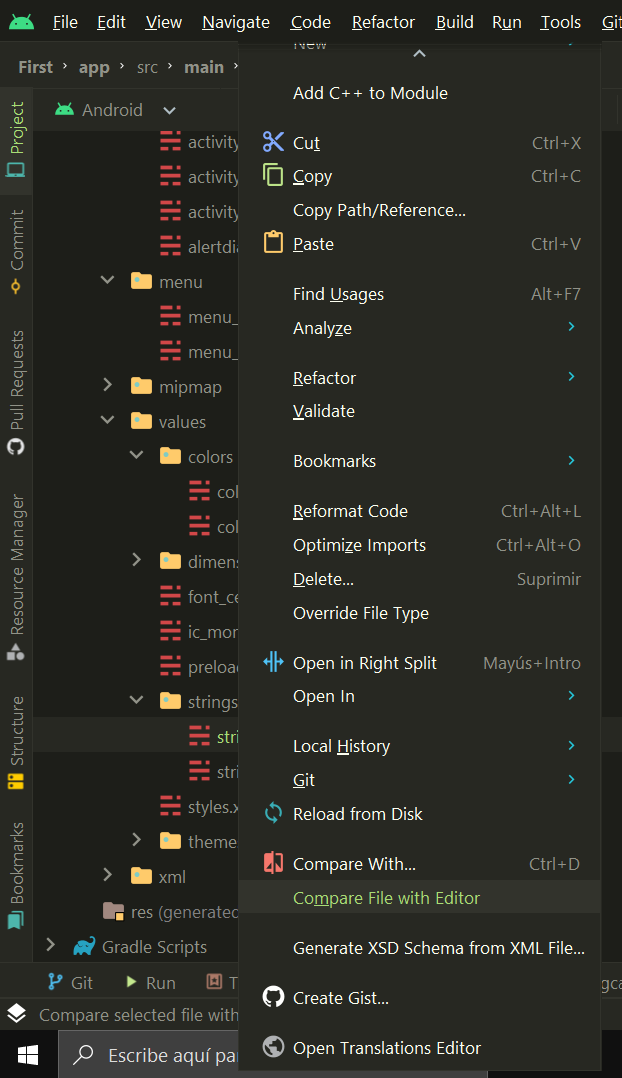 File Edit View Navigate Code Refactor Build Run Tools Git
First app src main
New
Add C++ to Module
Cut Ctrl+X
Copy Ctrl+C
Copy Path/Reference...
Paste Ctrl+V
Find Usages Alt+F7
Analyze
Refactor
Validate
Bookmarks
Reformat Code Ctrl+Alt+L
Optimize Imports Ctrl+Alt+O
Delete... Suprimir
Override File Type
Open in Right Split Mayús+Intro
Open In
Local History
Git
Reload from Disk
Compare With... Ctrl+D
Compare File with Editor
Generate XSD Schema from XML File...
Create Gist...
Open Translations Editor
Project
Commit
Pull Requests
Resource Manager
Structure
Bookmarks
Android
activity
activity
activity
alertdia
menu
menu_
menu_
mipmap
values
colors
col
col
dimens
font_ce
ic_mor
preload
strings
stri
stri
styles.x
theme
xml
res (generated
Gradle Scripts
Git Run T
Compare selected file with
Escribe aquí pa